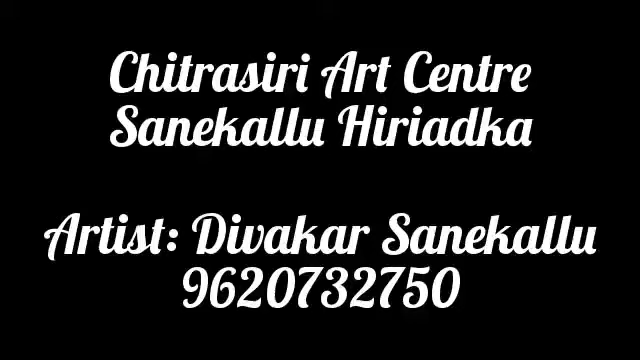 Chitrasiri Art Centre
Sanekallu Hiriadka
Artist: Divakar Sanekallu
9620732750